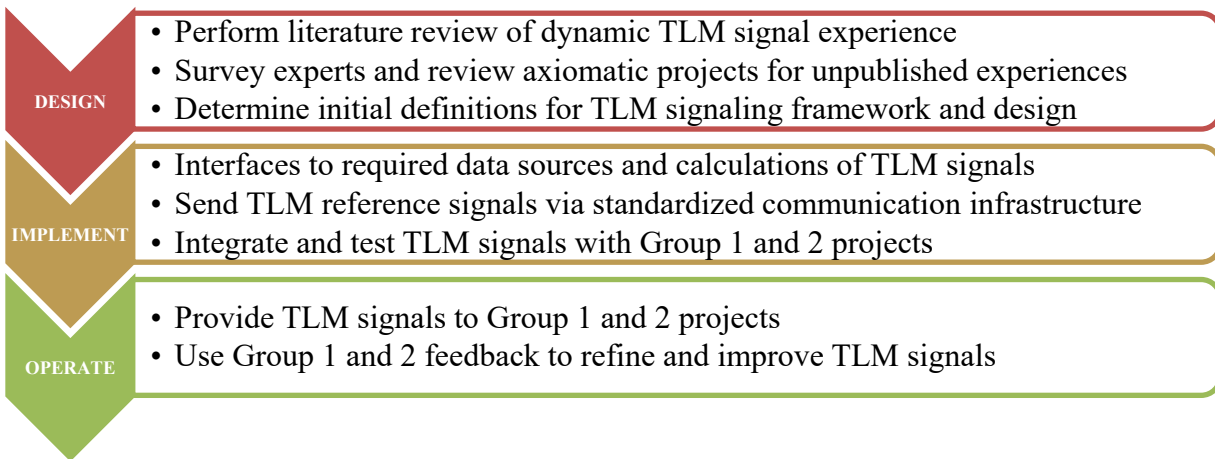 DESIGN
• Perform literature review of dynamic TLM signal experience
• Survey experts and review axiomatic projects for unpublished experiences
• Determine initial definitions for TLM signaling framework and design
IMPLEMENT
• Interfaces to required data sources and calculations of TLM signals
• Send TLM reference signals via standardized communication infrastructure
• Integrate and test TLM signals with Group 1 and 2 projects
OPERATE
• Provide TLM signals to Group 1 and 2 projects
• Use Group 1 and 2 feedback to refine and improve TLM signals